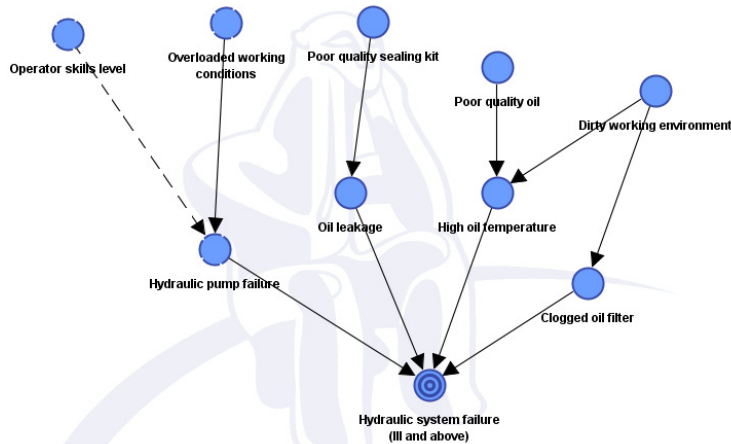 Operator skills level
Overloaded working
conditions
Poor quality sealing kit
Poor quality oil
Dirty working environment
Oil leakage
High oil temperature
Hydraulic pump failure
Clogged oil filter
Hydraulic system failure
(III and above)